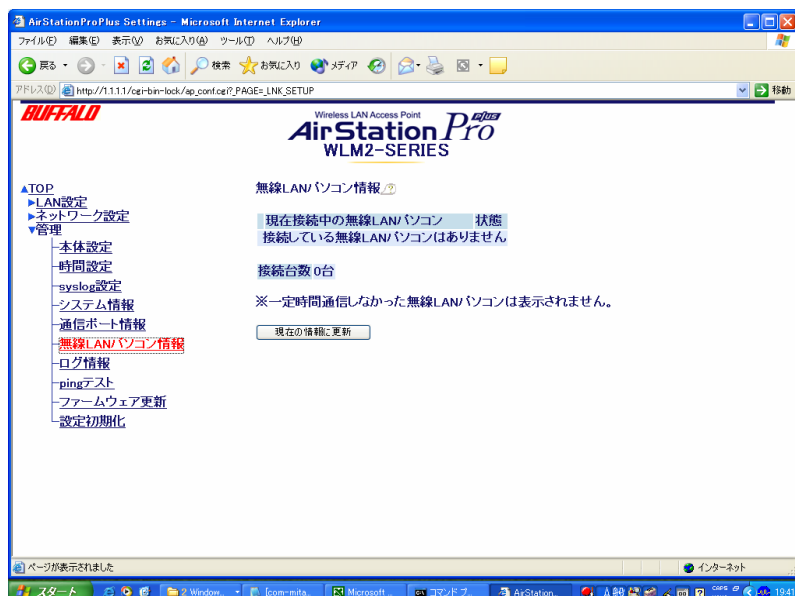 AirStationProPlus Settings - Microsoft Internet Explorer
ファイル(F) 編集(E) 表示(V) お気に入り(A) ツール(T) ヘルプ(H)
戻る 検索 お気に入り メディア
アドレス(D) http://1.1.1.1/cgi-bin-lock/ap_conf.cgi?_PAGE=_LNK_SETUP 移動
BUFFALO
Wireless LAN Access Point plus
AirStation Pro
WLM2-SERIES
▲TOP
▶LAN設定
▶ネットワーク設定
▼管理
本体設定
時間設定
syslog設定
システム情報
通信ポート情報
無線LANパソコン情報
ログ情報
pingテスト
ファームウェア更新
設定初期化
無線LANパソコン情報 ?
現在接続中の無線LANパソコン 状態
接続している無線LANパソコンはありません
接続台数 0台
※一定時間通信しなかった無線LANパソコンは表示されません。
現在の情報に更新
ページが表示されました インターネット
スタート 2 Window... [com-mita... Microsoft ... コマンド プ... AirStation... A 般 CAPS 19:41